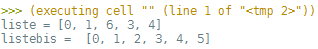 >>> (executing cell "" (line 1 of "<tmp 2>"))
liste = [0, 1, 6, 3, 4]
listebis =  [0, 1, 2, 3, 4, 5]